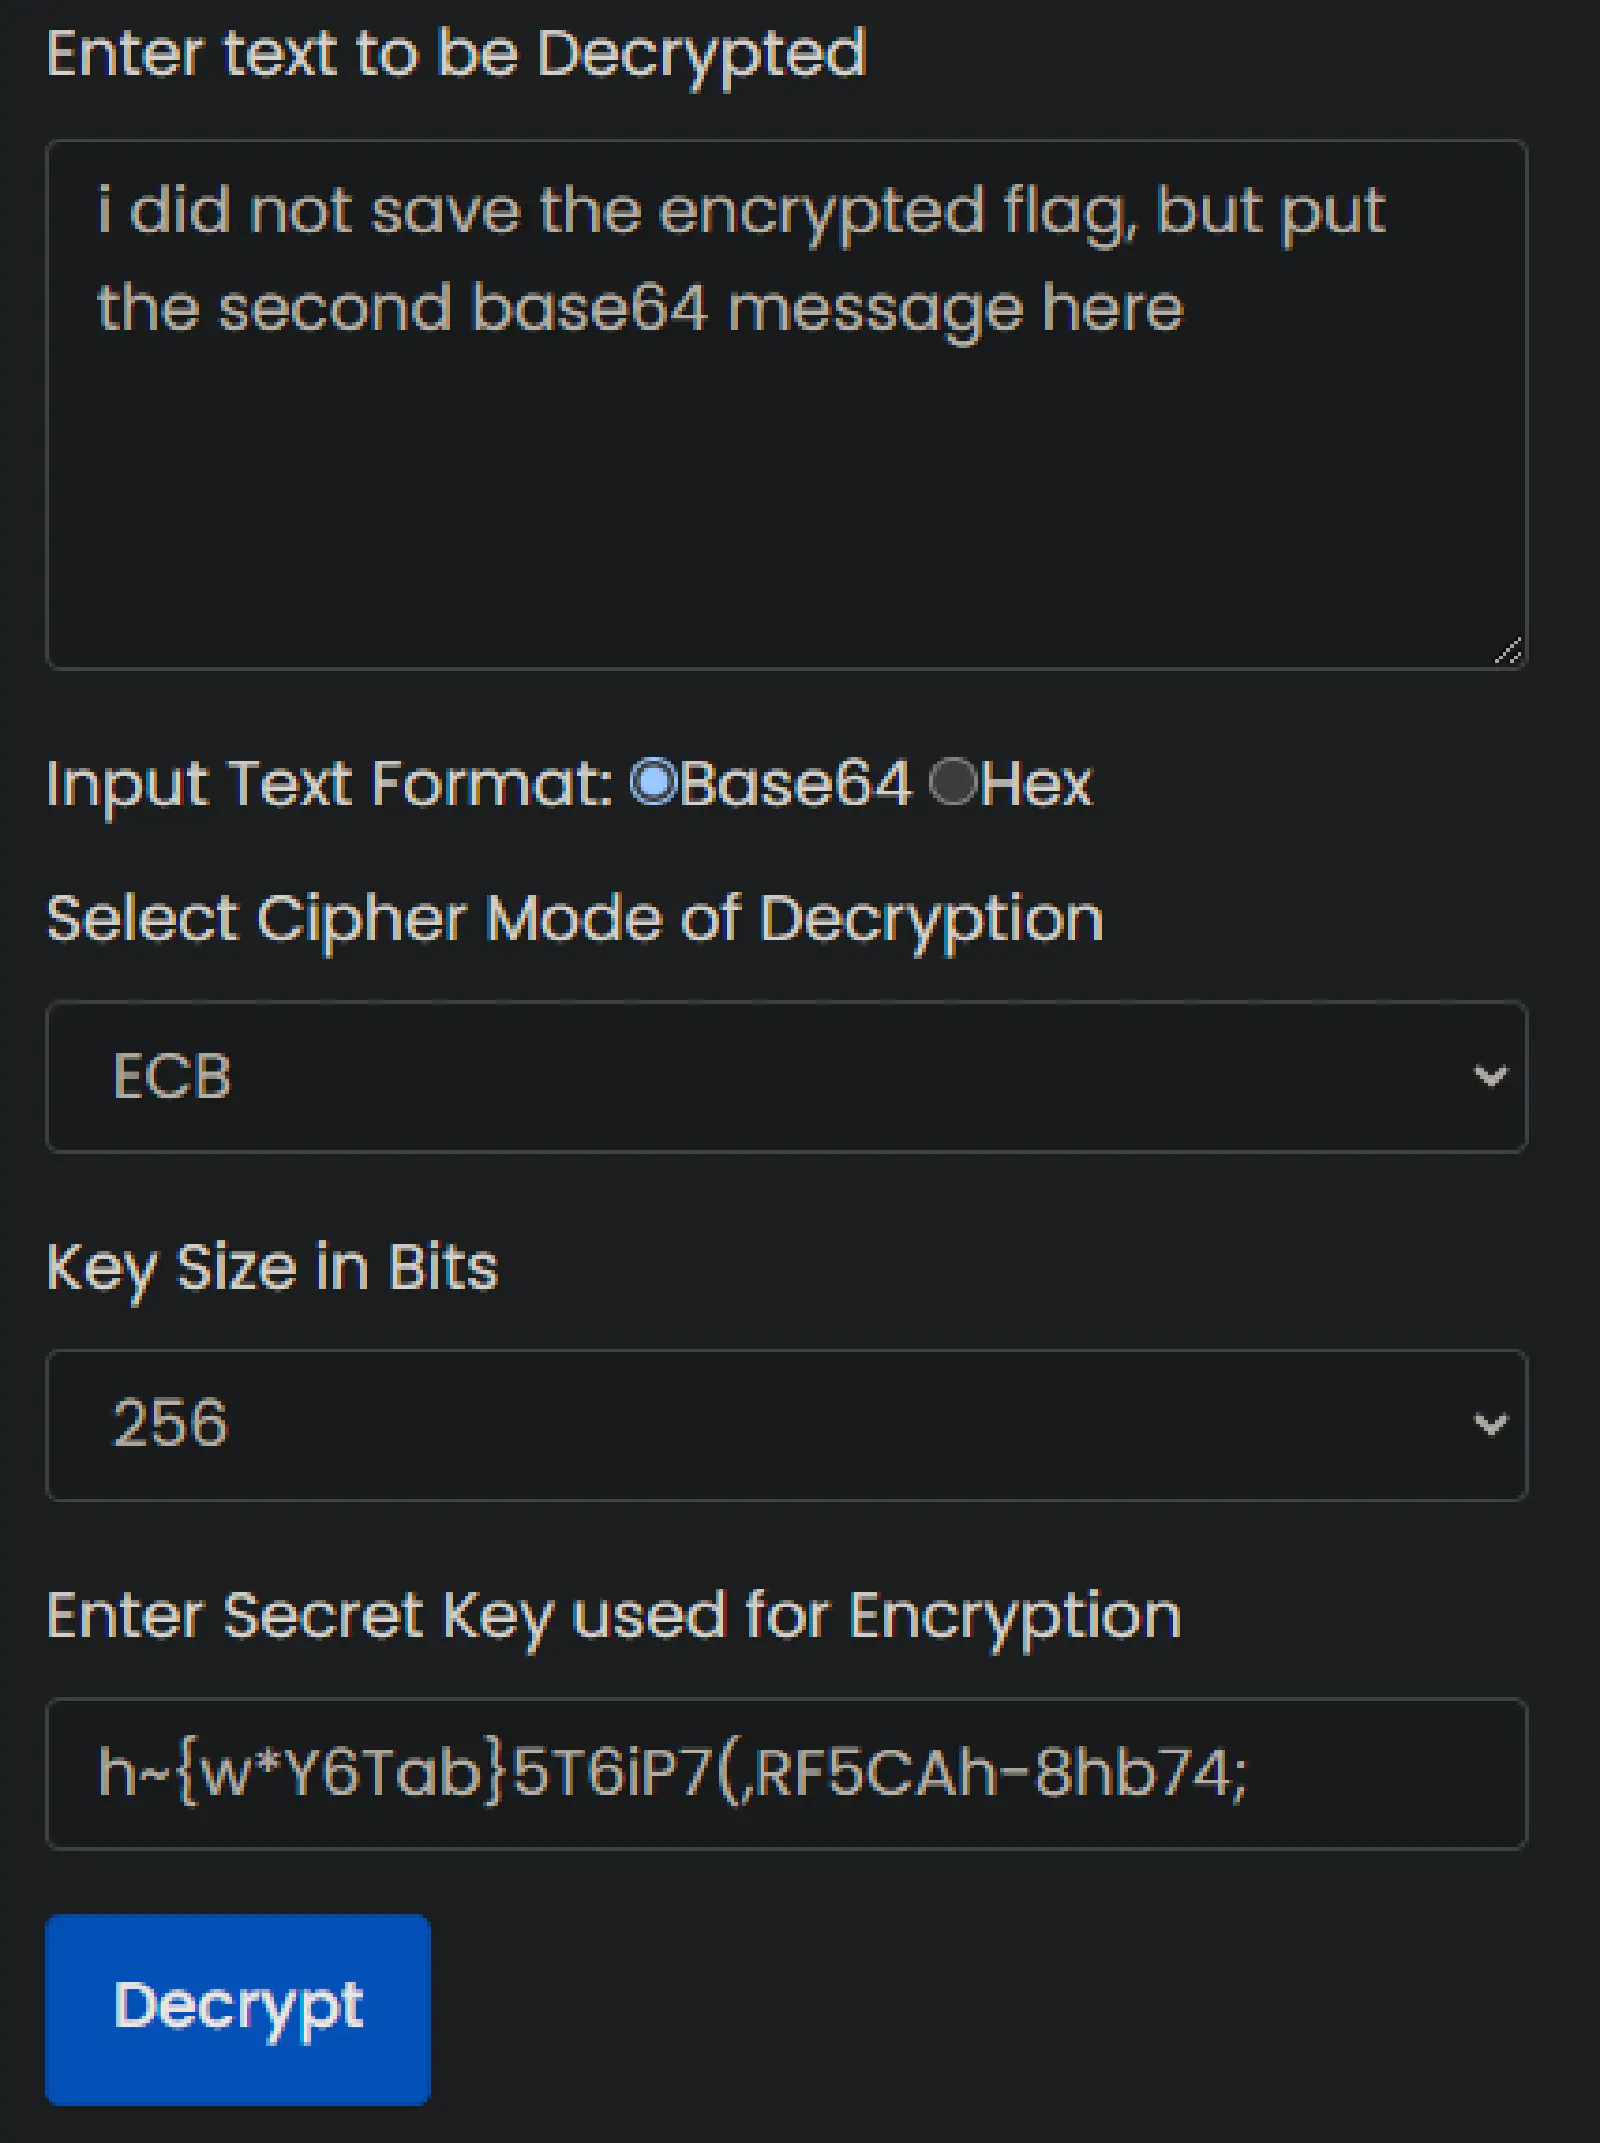 Enter text to be Decrypted
i did not save the encrypted flag, but put
the second base64 message here
Input Text Format: Base64 Hex
Select Cipher Mode of Decryption
ECB
Key Size in Bits
256
Enter Secret Key used for Encryption
h~{w*Y6Tab}5T6iP7(,RF5CAh-8hb74;
Decrypt